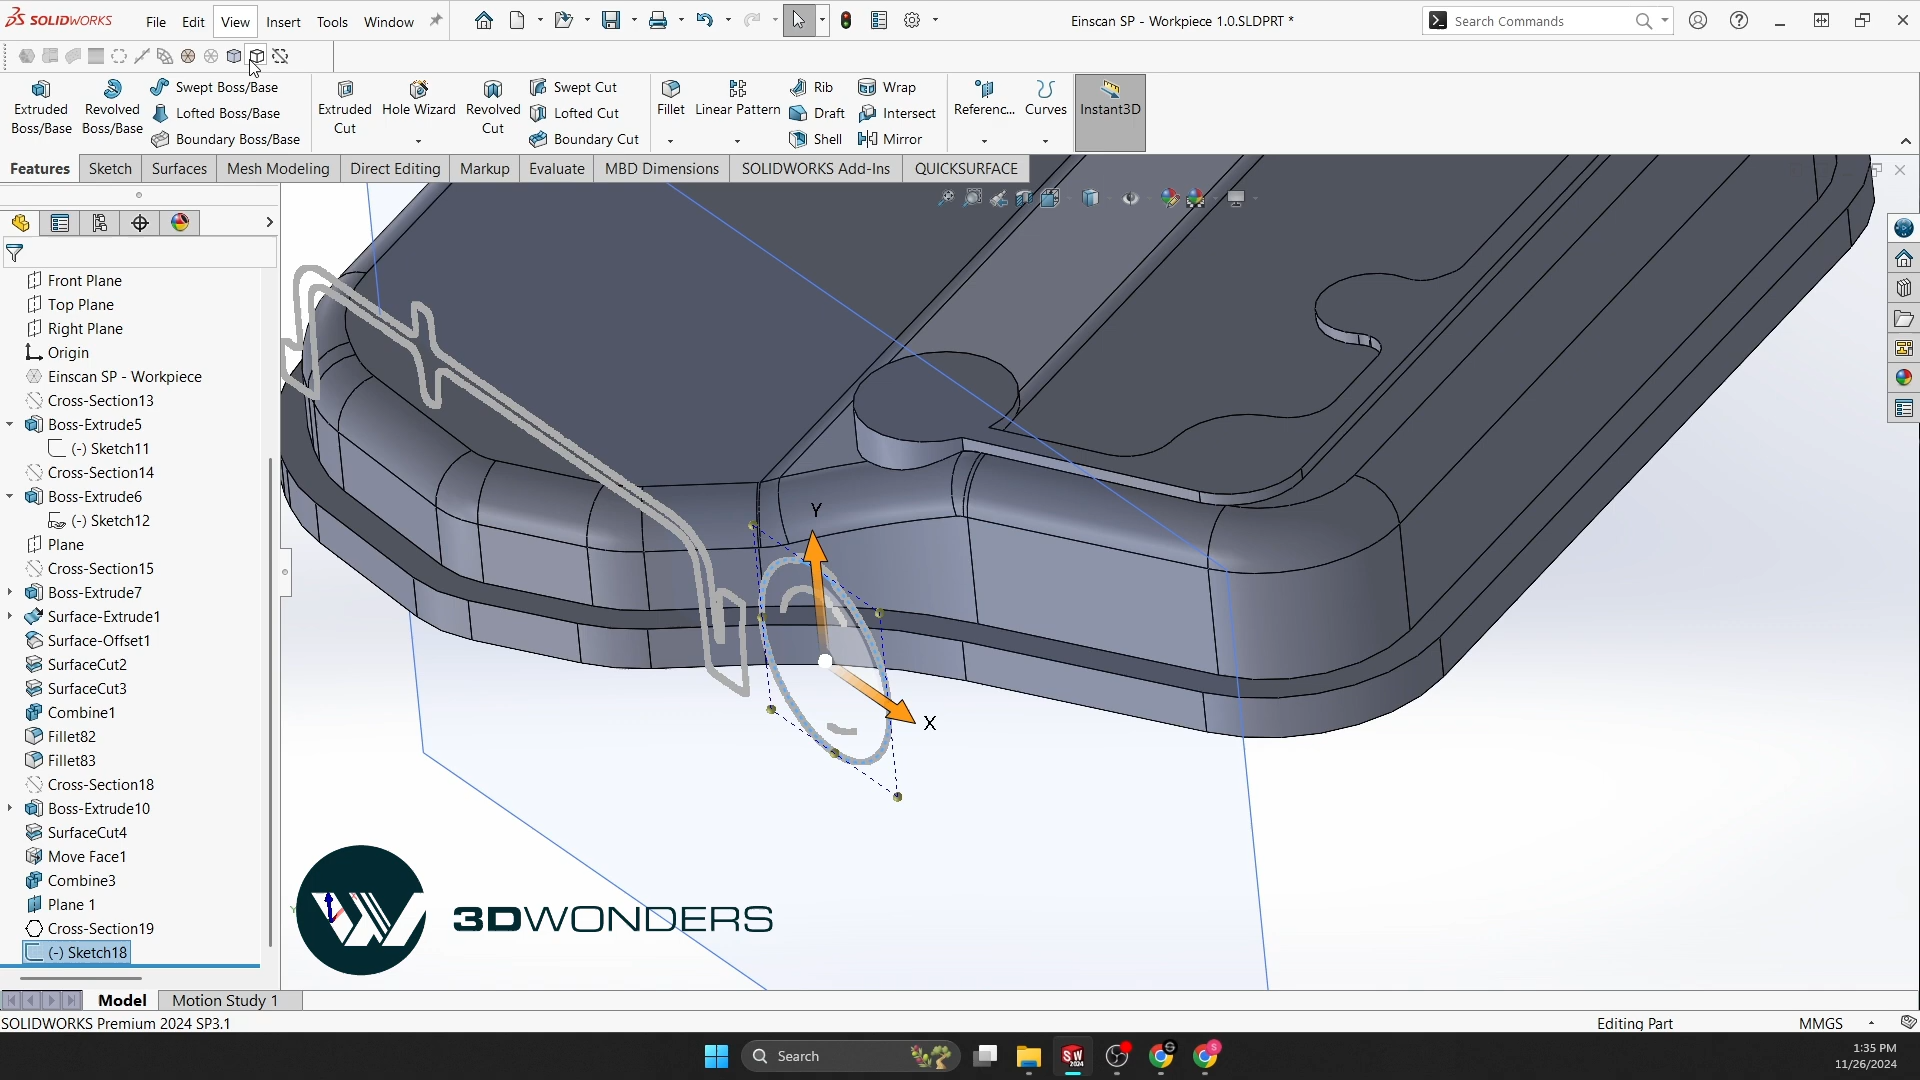 SOLIDWORKS
File Edit View Insert Tools Window
Einscan SP - Workpiece 1.0.SLDPRT *
Search Commands
Extruded Boss/Base
Revolved Boss/Base
Swept Boss/Base
Lofted Boss/Base
Boundary Boss/Base
Extruded Cut
Hole Wizard
Revolved Cut
Swept Cut
Lofted Cut
Boundary Cut
Fillet
Linear Pattern
Rib
Draft
Shell
Wrap
Intersect
Mirror
Referenc...
Curves
Instant3D
Features Sketch Surfaces Mesh Modeling Direct Editing Markup Evaluate MBD Dimensions SOLIDWORKS Add-Ins QUICKSURFACE
Front Plane
Top Plane
Right Plane
Origin
Einscan SP - Workpiece
Cross-Section13
Boss-Extrude5
(-) Sketch11
Cross-Section14
Boss-Extrude6
(-) Sketch12
Plane
Cross-Section15
Boss-Extrude7
Surface-Extrude1
Surface-Offset1
SurfaceCut2
SurfaceCut3
Combine1
Fillet82
Fillet83
Cross-Section18
Boss-Extrude10
SurfaceCut4
Move Face1
Combine3
Plane 1
Cross-Section19
(-) Sketch18
Y
X
3DWONDERS
Model Motion Study 1
SOLIDWORKS Premium 2024 SP3.1
Editing Part
MMGS
Search
1:35 PM
11/26/2024